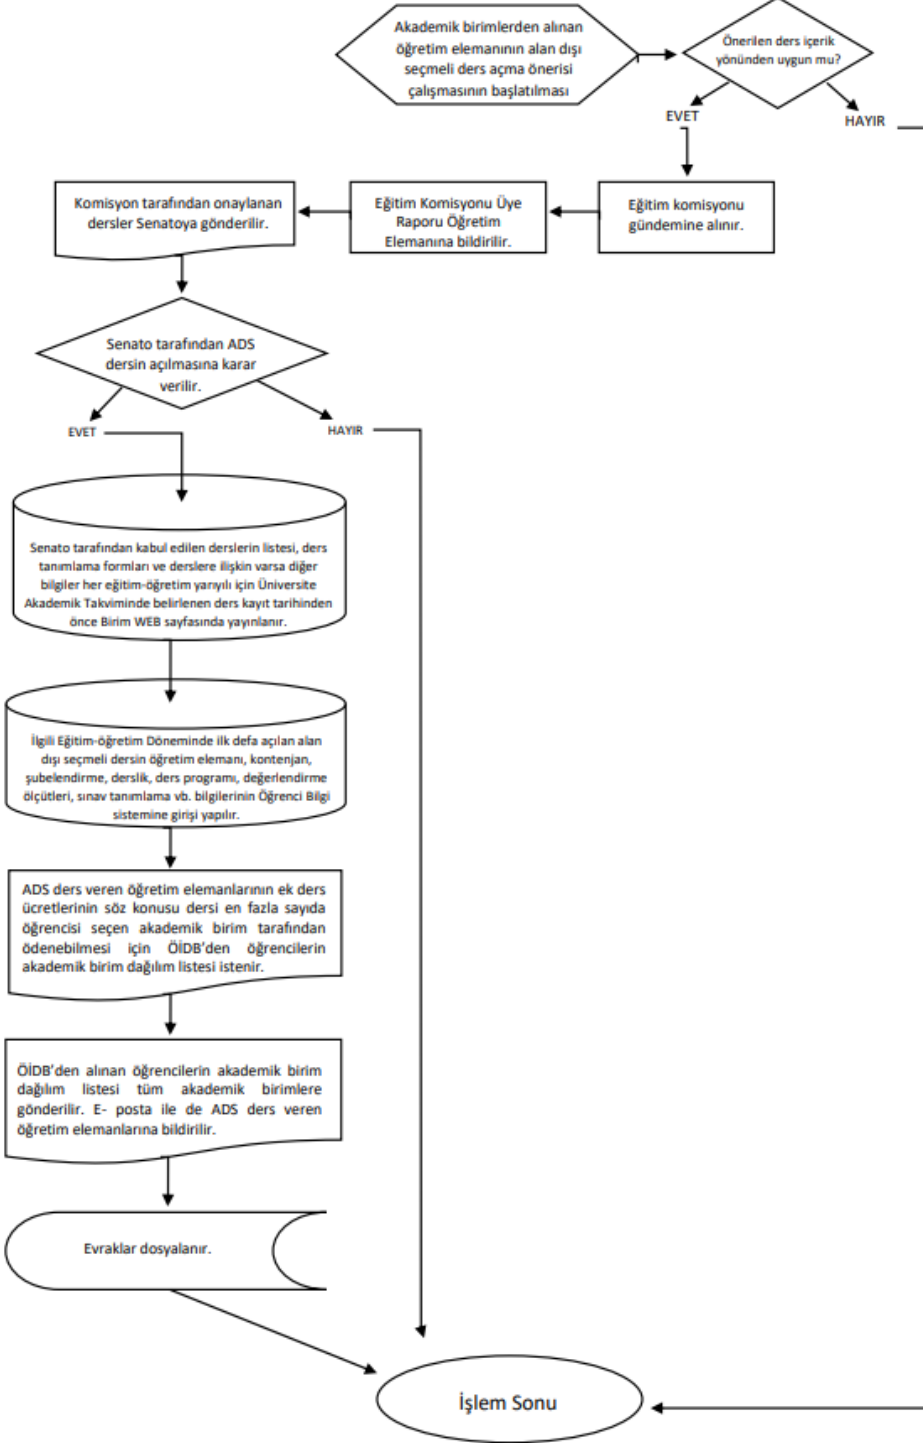 Akademik birimlerden alınan
öğretim elemanının alan dışı
seçmeli ders açma önerisi
çalışmasının başlatılması
Önerilen ders içerik
yönünden uygun mu?
EVET
HAYIR
Eğitim komisyonu
gündemine alınır.
Eğitim Komisyonu Üye
Raporu Öğretim
Elemanına bildirilir.
Komisyon tarafından onaylanan
dersler Senatoya gönderilir.
Senato tarafından ADS
dersin açılmasına karar
verilir.
EVET
HAYIR
Senato tarafından kabul edilen derslerin listesi, ders
tanımlama formları ve derslere ilişkin varsa diğer
bilgiler her eğitim-öğretim yarıyılı için Üniversite
Akademik Takviminde belirlenen ders kayıt tarihinden
önce Birim WEB sayfasında yayınlanır.
İlgili Eğitim-öğretim Döneminde ilk defa açılan alan
dışı seçmeli dersin öğretim elemanı, kontenjan,
şubelendirme, derslik, ders programı, değerlendirme
ölçütleri, sınav tanımlama vb. bilgilerinin Öğrenci Bilgi
sistemine girişi yapılır.
ADS ders veren öğretim elemanlarının ek ders
ücretlerinin söz konusu dersi en fazla sayıda
öğrencisi seçen akademik birim tarafından
ödenebilmesi için ÖİDB'den öğrencilerin
akademik birim dağılım listesi istenir.
ÖİDB'den alınan öğrencilerin akademik birim
dağılım listesi tüm akademik birimlere
gönderilir. E- posta ile de ADS ders veren
öğretim elemanlarına bildirilir.
Evraklar dosyalanır.
İşlem Sonu